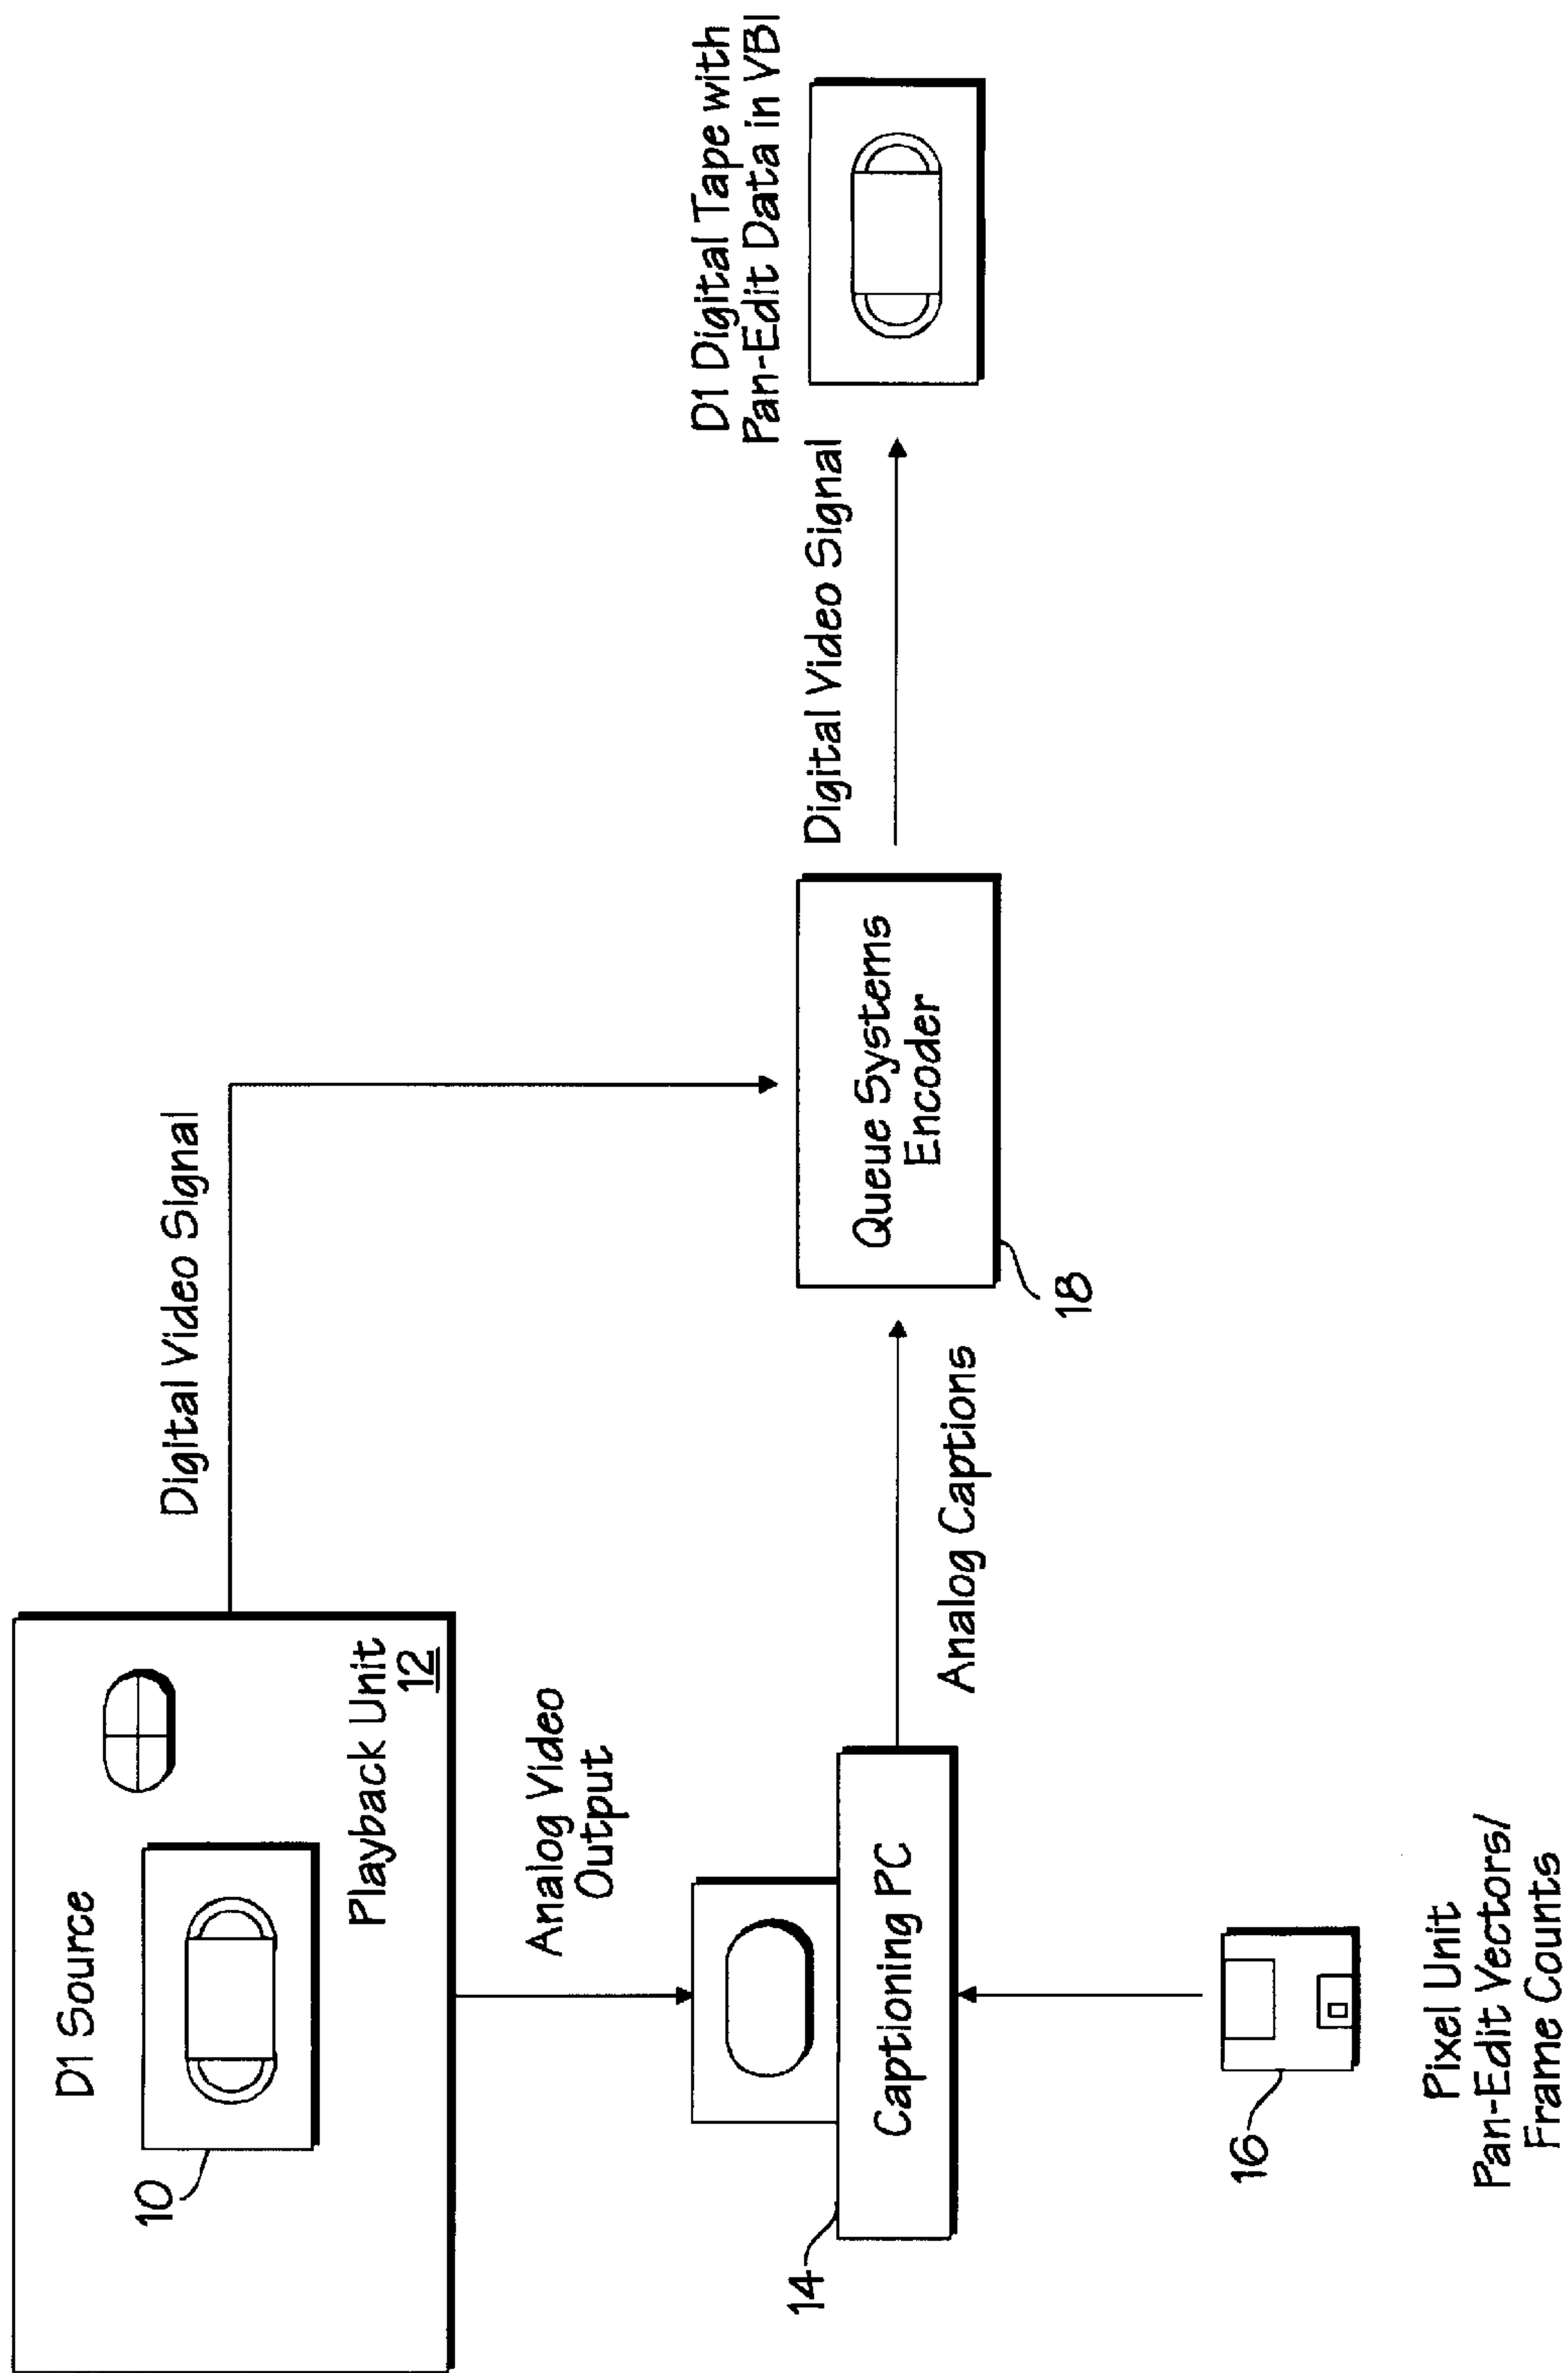 D1 Source
10
Playback Unit
12
Digital Video Signal
Analog Video
Output
Captioning PC
14
Analog Captions
Queue Systems
Encoder
18
Digital Video Signal
D1 Digital Tape with
Pan-Edit Data in VBI
16
Pixel Unit
Pan-Edit Vectors/
Frame Counts